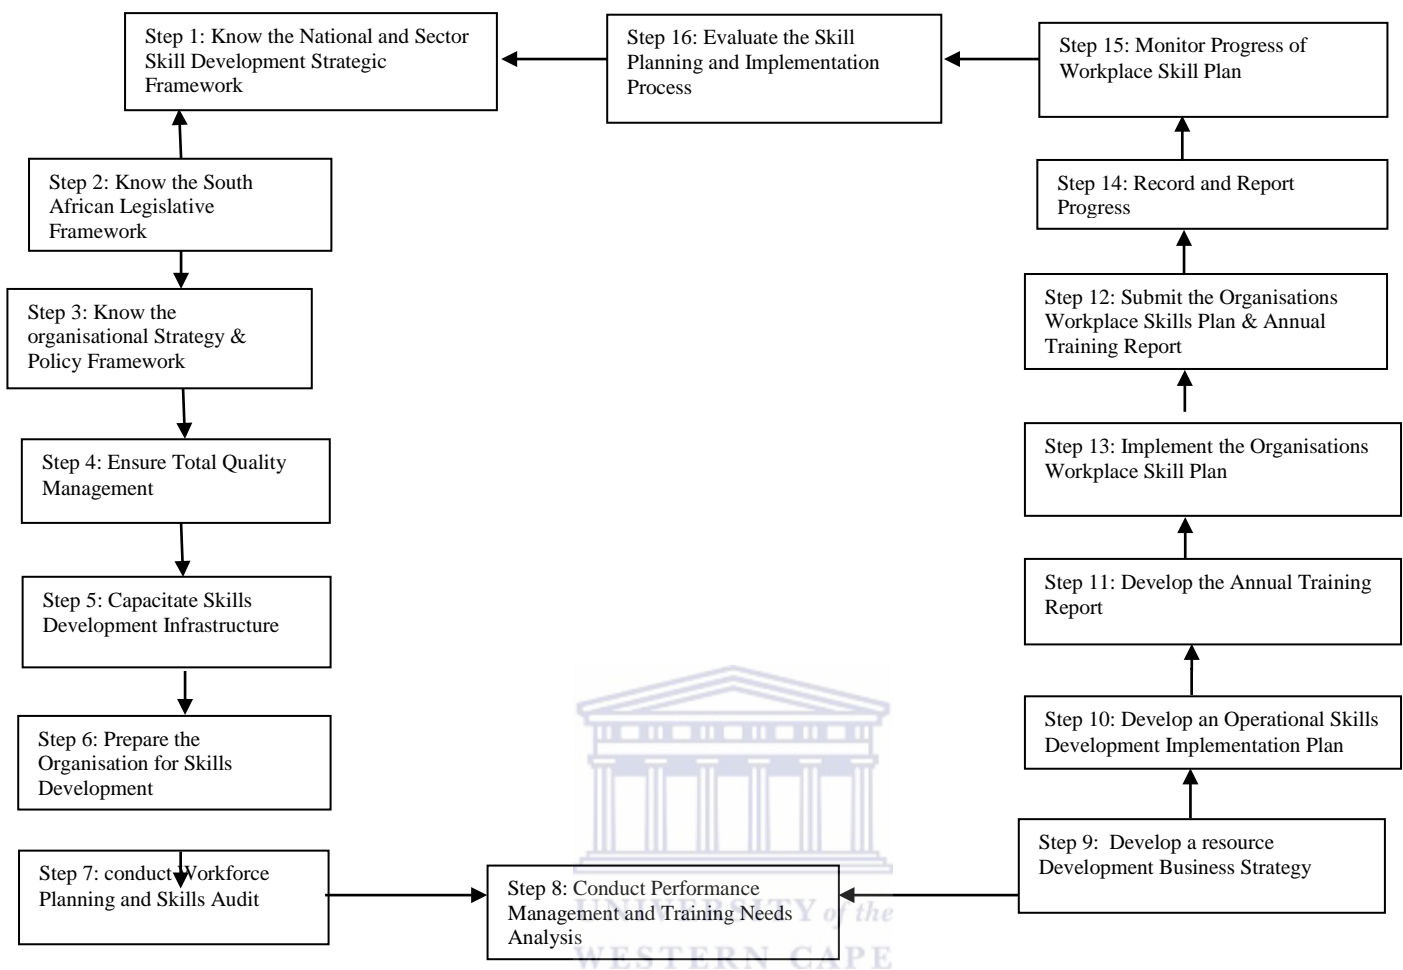 Step 1: Know the National and Sector
Skill Development Strategic
Framework
Step 16: Evaluate the Skill
Planning and Implementation
Process
Step 15: Monitor Progress of
Workplace Skill Plan
Step 2: Know the South
African Legislative
Framework
Step 14: Record and Report
Progress
Step 3: Know the
organisational Strategy &
Policy Framework
Step 12: Submit the Organisations
Workplace Skills Plan & Annual
Training Report
Step 4: Ensure Total Quality
Management
Step 13: Implement the Organisations
Workplace Skill Plan
Step 5: Capacitate Skills
Development Infrastructure
Step 11: Develop the Annual Training
Report
Step 6: Prepare the
Organisation for Skills
Development
Step 10: Develop an Operational Skills
Development Implementation Plan
Step 7: conduct Workforce
Planning and Skills Audit
Step 8: Conduct Performance
Management and Training Needs
Analysis
Step 9: Develop a resource
Development Business Strategy
UNIVERSITY of the
WESTERN CAPE